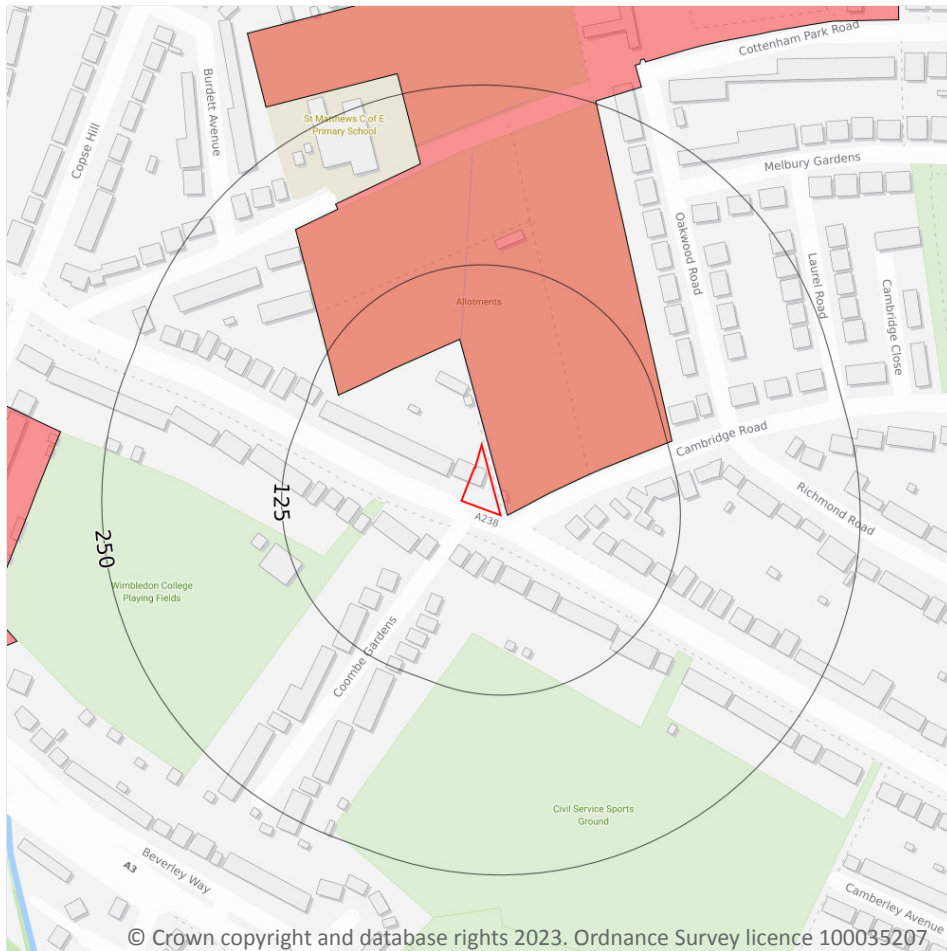 Cottenham Park Road
Burdett Avenue
Copse Hill
St Matthews C of E
Primary School
Melbury Gardens
Oakwood Road
Laurel Road
Cambridge Close
Allotments
Cambridge Road
Richmond Road
125
250
A238
Wimbledon College
Playing Fields
Coombe Gardens
Civil Service Sports
Ground
Beverley Way
A3
Camberley Avenue
© Crown copyright and database rights 2023. Ordnance Survey licence 100035207.